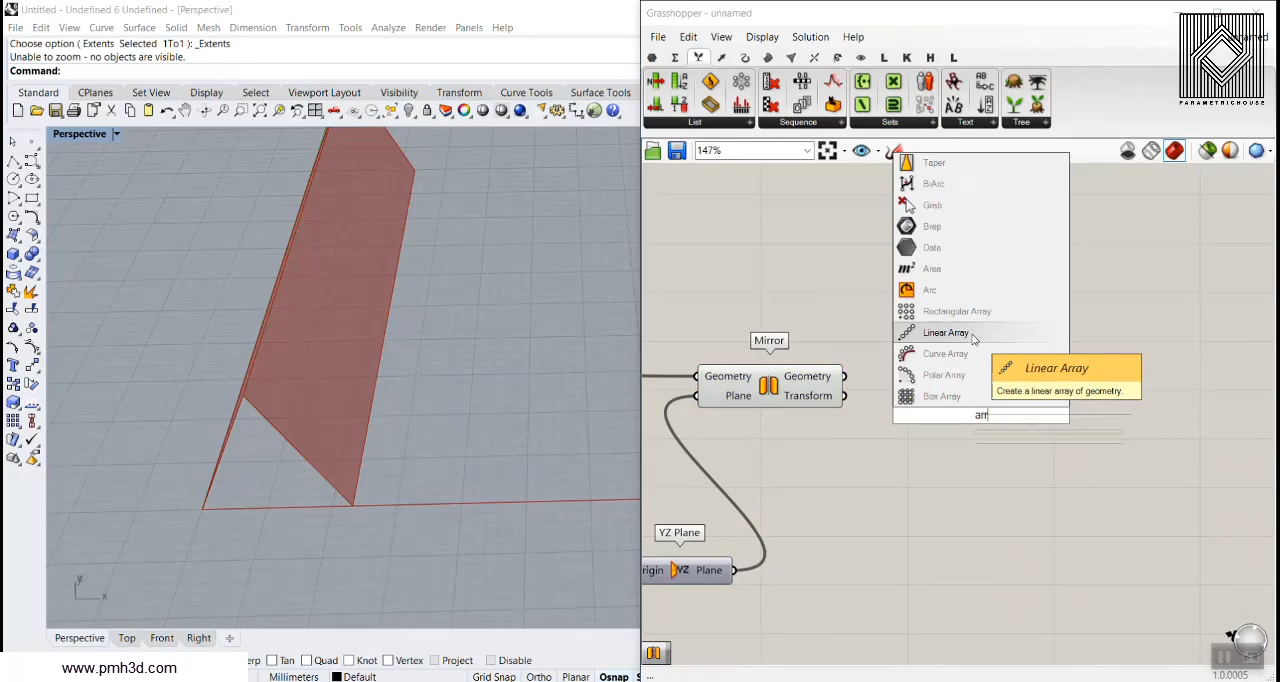 Untitled - Undefined 6 Undefined - [Perspective]
File Edit View Curve Surface Solid Mesh Dimension Transform Tools Analyze Render Panels Help
Choose option ( Extents Selected 1To1 ): _Extents
Unable to zoom - no objects are visible.
Command:
Standard CPlanes Set View Display Select Viewport Layout Visibility Transform Curve Tools Surface Tools
Perspective
y
x
Perspective Top Front Right
www.pmh3d.com
erp Tan Quad Knot Vertex Project Disable
Millimeters Default Grid Snap Ortho Planar Osnap
Grasshopper - unnamed
File Edit View Display Solution Help
unnamed
PARAMETRICHOUSE
L K H L
List Sequence Sets Text Tree
147%
Taper
BiArc
Grab
Brep
Data
Area
Arc
Rectangular Array
Linear Array
Curve Array
Polar Array
Box Array
arr
Linear Array
Create a linear array of geometry.
Mirror
Geometry Geometry
Plane Transform
YZ Plane
rigin YZ Plane
...
1.0.0005